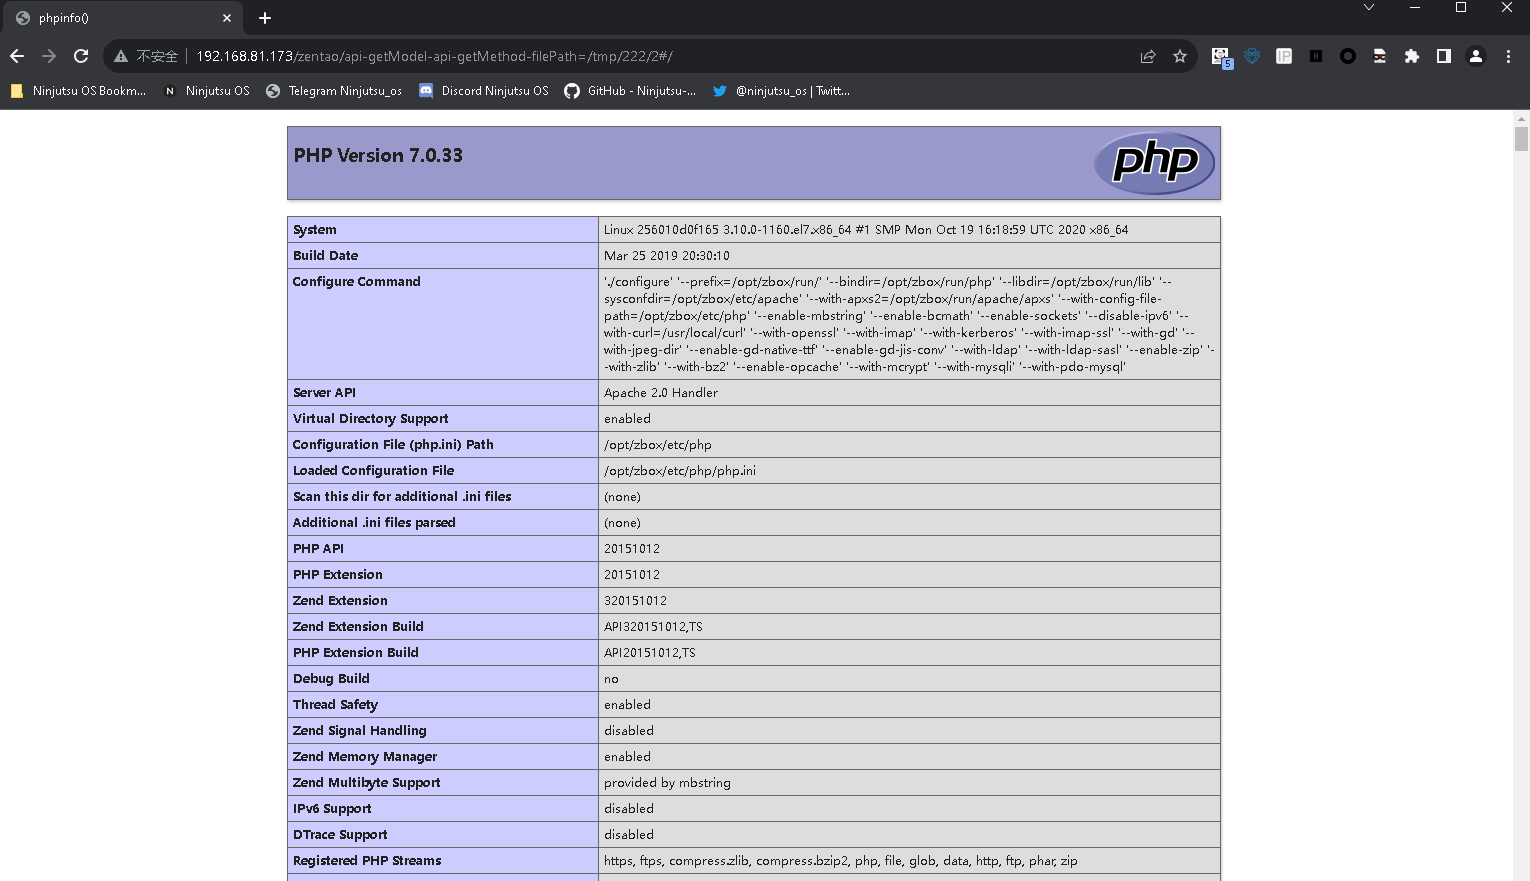 phpinfo()
不安全 192.168.81.173/zentao/api-getModel-api-getMethod-filePath=/tmp/222/2#/
5 IP
Ninjutsu OS Bookm... N Ninjutsu OS Telegram Ninjutsu_os Discord Ninjutsu OS GitHub - Ninjutsu-... @ninjutsu_os | Twitt...
PHP Version 7.0.33
php
System Linux 256010d0f165 3.10.0-1160.el7.x86_64 #1 SMP Mon Oct 19 16:18:59 UTC 2020 x86_64
Build Date Mar 25 2019 20:30:10
Configure Command './configure' '--prefix=/opt/zbox/run/' '--bindir=/opt/zbox/run/php' '--libdir=/opt/zbox/run/lib' '--
sysconfdir=/opt/zbox/etc/apache' '--with-apxs2=/opt/zbox/run/apache/apxs' '--with-config-file-
path=/opt/zbox/etc/php' '--enable-mbstring' '--enable-bcmath' '--enable-sockets' '--disable-ipv6' '--
with-curl=/usr/local/curl' '--with-openssl' '--with-imap' '--with-kerberos' '--with-imap-ssl' '--with-gd' '--
with-jpeg-dir' '--enable-gd-native-ttf' '--enable-gd-jis-conv' '--with-ldap' '--with-ldap-sasl' '--enable-zip' '-
-with-zlib' '--with-bz2' '--enable-opcache' '--with-mcrypt' '--with-mysqli' '--with-pdo-mysql'
Server API Apache 2.0 Handler
Virtual Directory Support enabled
Configuration File (php.ini) Path /opt/zbox/etc/php
Loaded Configuration File /opt/zbox/etc/php/php.ini
Scan this dir for additional .ini files (none)
Additional .ini files parsed (none)
PHP API 20151012
PHP Extension 20151012
Zend Extension 320151012
Zend Extension Build API320151012,TS
PHP Extension Build API20151012,TS
Debug Build no
Thread Safety enabled
Zend Signal Handling disabled
Zend Memory Manager enabled
Zend Multibyte Support provided by mbstring
IPv6 Support disabled
DTrace Support disabled
Registered PHP Streams https, ftps, compress.zlib, compress.bzip2, php, file, glob, data, http, ftp, phar, zip